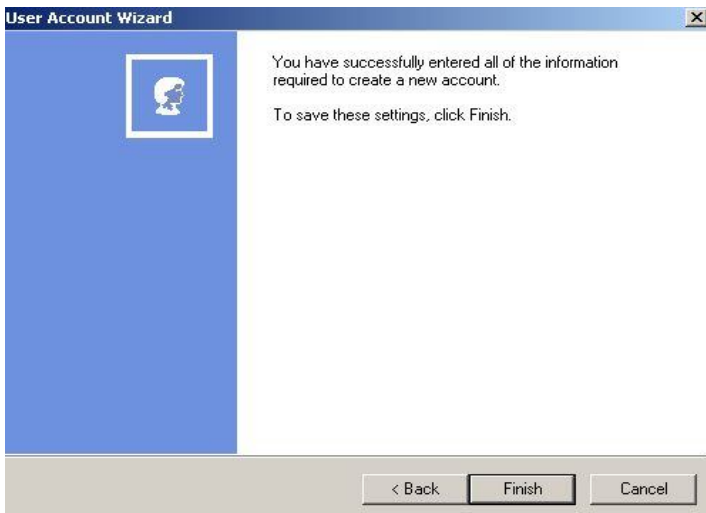 User Account Wizard
You have successfully entered all of the information
required to create a new account.
To save these settings, click Finish.
< Back
Finish
Cancel